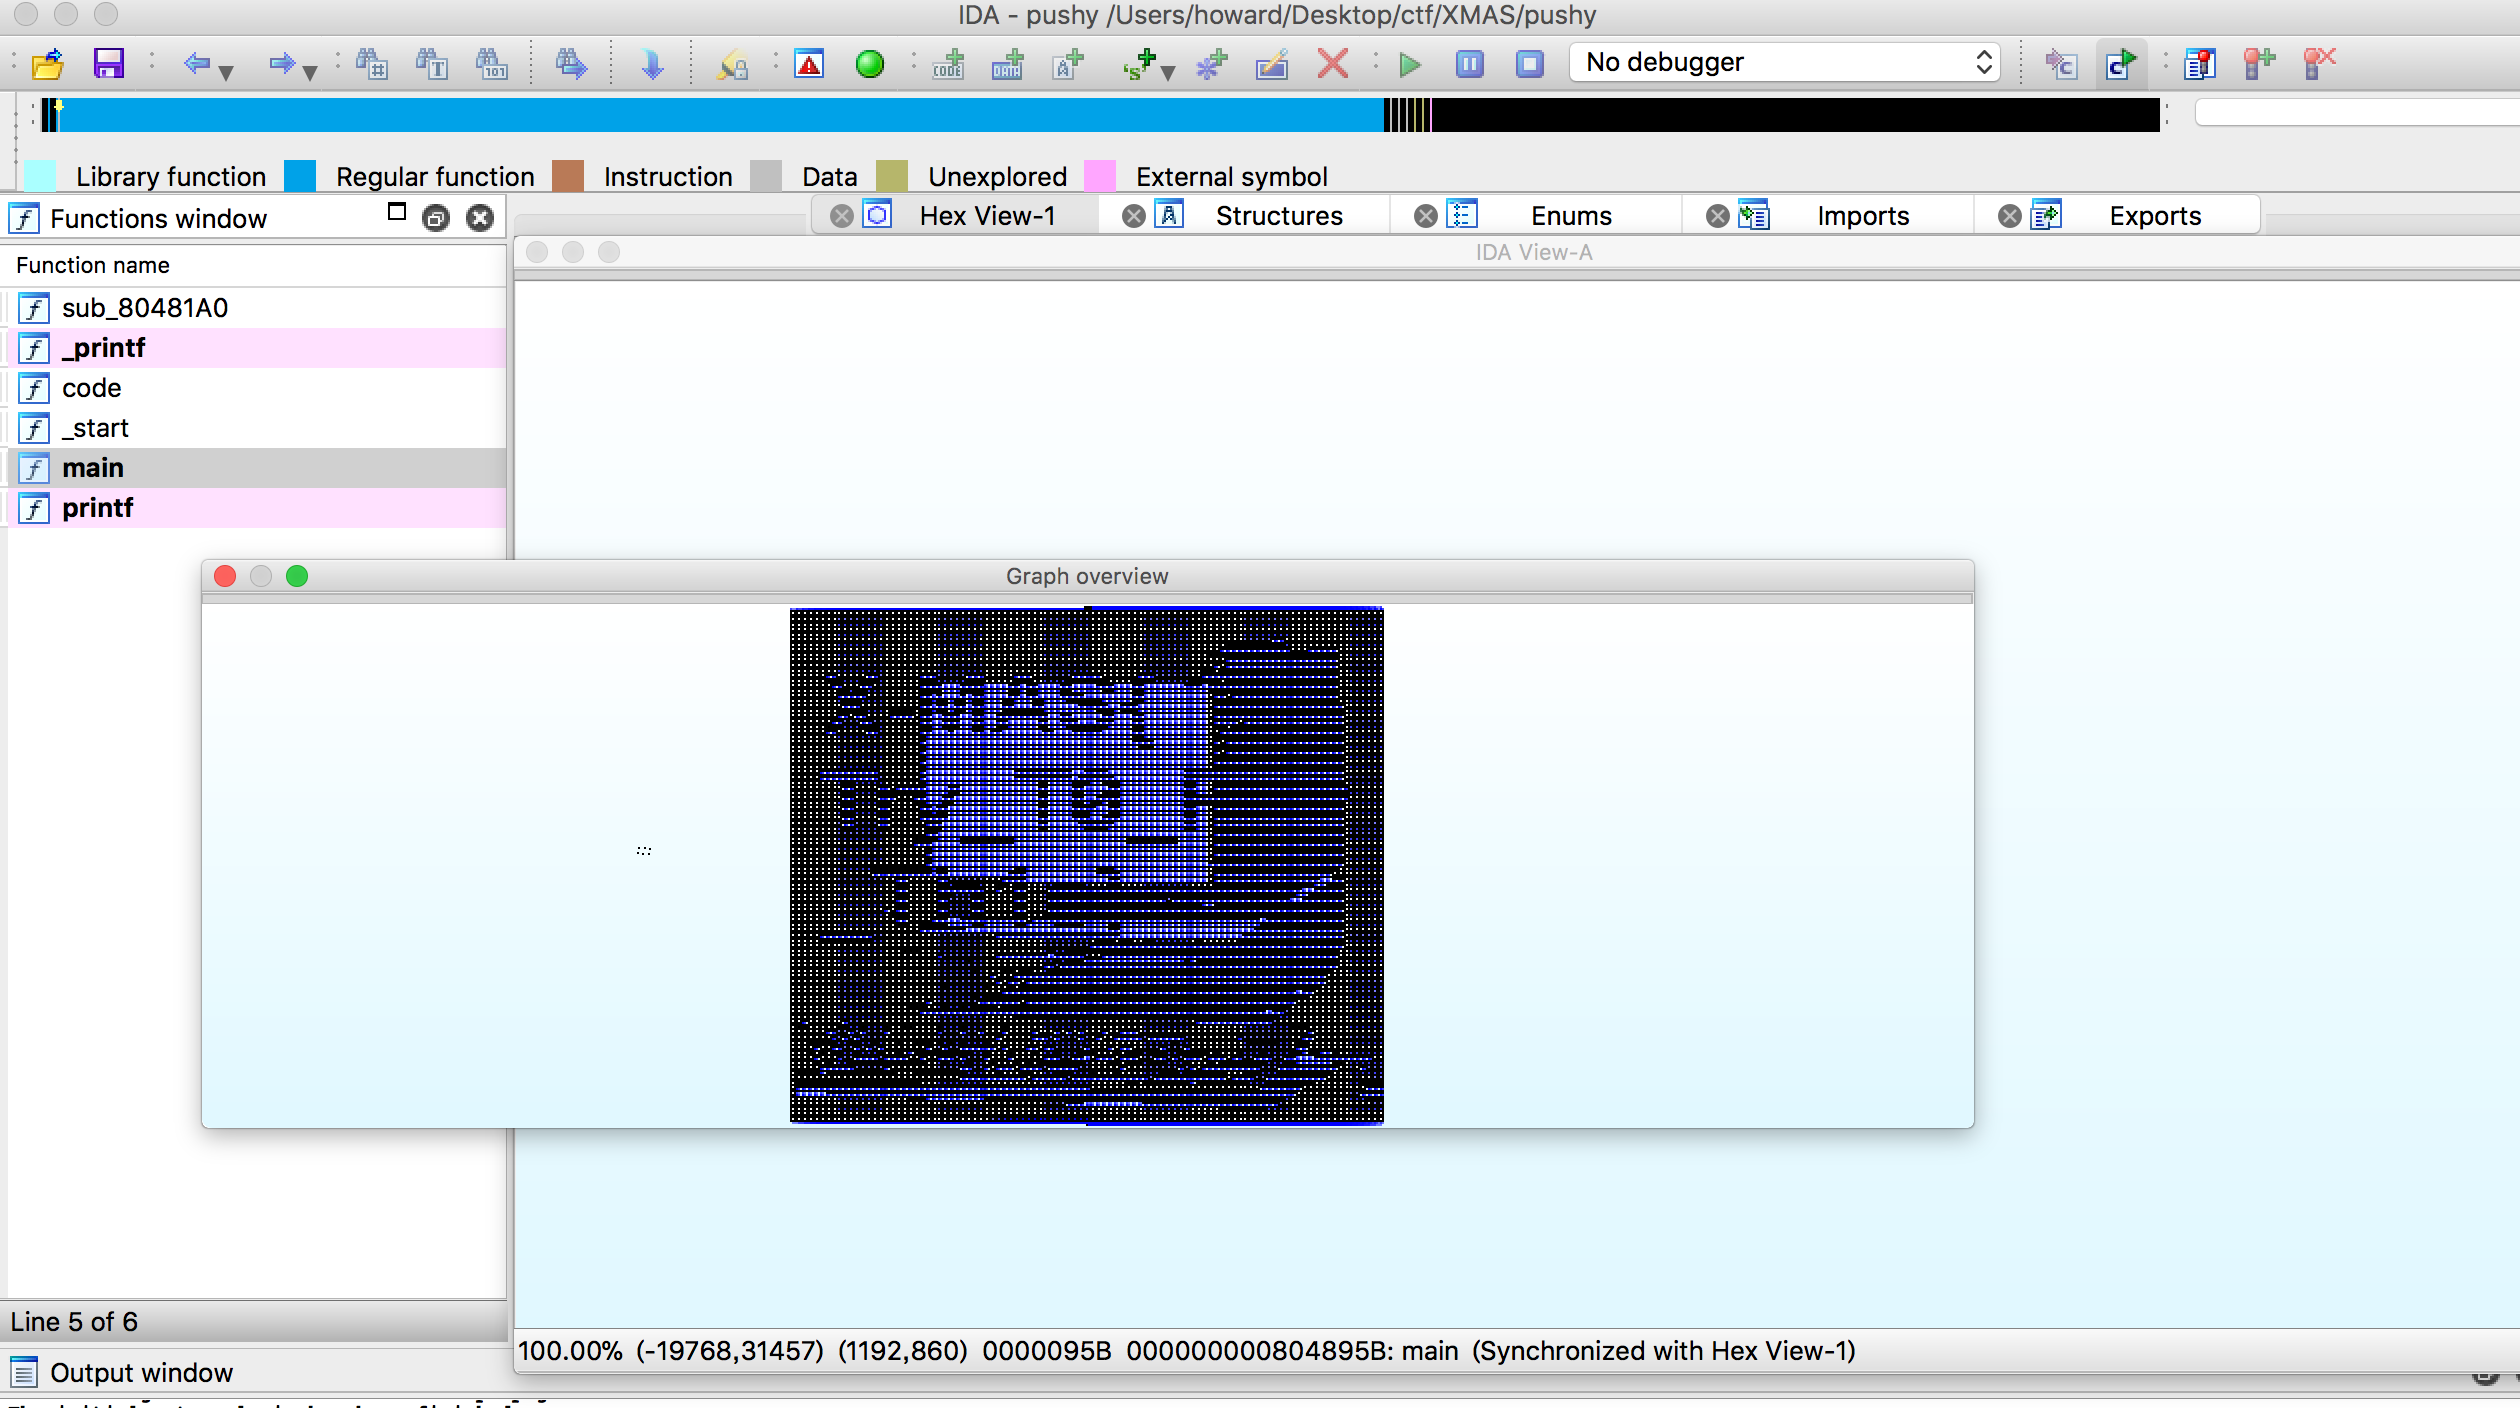 IDA - pushy /Users/howard/Desktop/ctf/XMAS/pushy
No debugger
Library function Regular function Instruction Data Unexplored External symbol
Functions window
Hex View-1 Structures Enums Imports Exports
IDA View-A
Function name
sub_80481A0
_printf
code
_start
main
printf
Graph overview
Line 5 of 6
100.00% (-19768,31457) (1192,860) 0000095B 000000000804895B: main (Synchronized with Hex View-1)
Output window